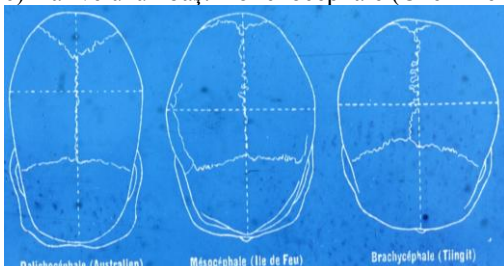 Dolichocéphale (Australien)
Mésocéphale (Ile de Feu)
Brachycéphale (Tlingit)